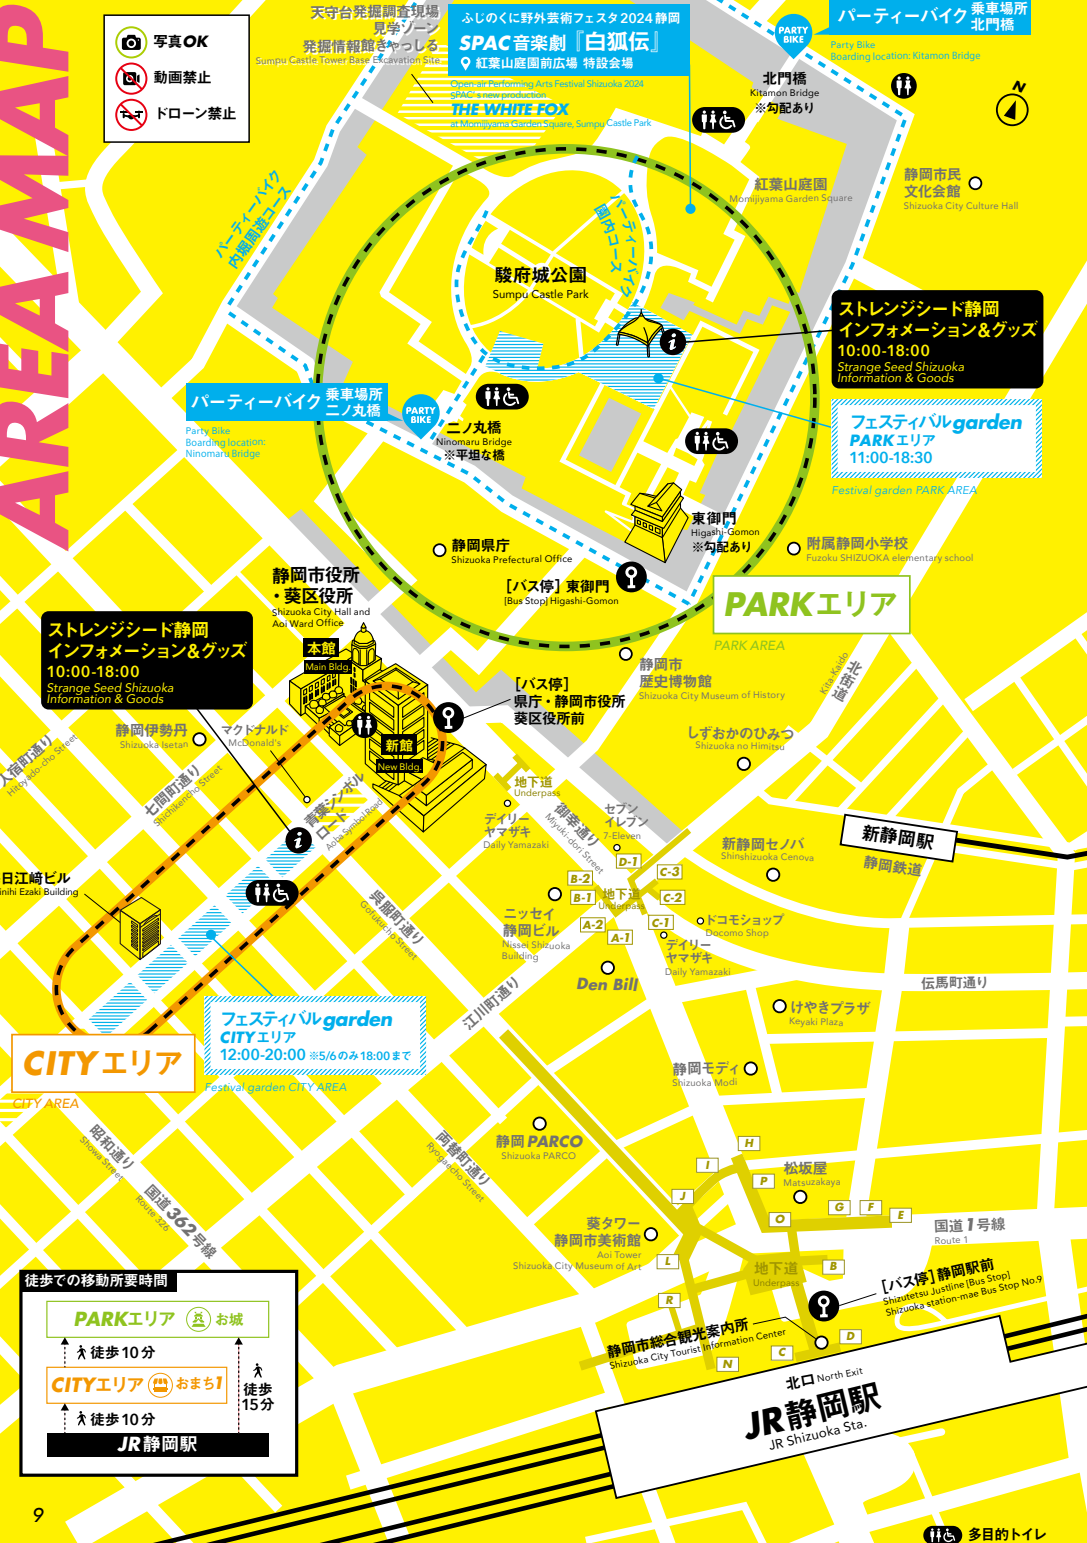 AREA MAP
写真OK
動画禁止
ドローン禁止
天守台発掘調査現場
見学ゾーン
発掘情報館きゃっしる
Sumpu Castle Tower Base Excavation Site
ふじのくに野外芸術フェスタ2024静岡
SPAC音楽劇『白狐伝』
紅葉山庭園前広場 特設会場
Open-air Performing Arts Festival Shizuoka 2024
SPAC's new production
THE WHITE FOX
at Momijiyama Garden Square, Sumpu Castle Park
PARTY
BIKE
パーティーバイク 乗車場所
北門橋
Party Bike
Boarding location: Kitamon Bridge
北門橋
Kitamon Bridge
※勾配あり
N
紅葉山庭園
Momijiyama Garden Square
静岡市民
文化会館
Shizuoka City Culture Hall
パーティーバイク
内堀周遊コース
パーティーバイク
園内コース
駿府城公園
Sumpu Castle Park
ストレンジシード静岡
インフォメーション&グッズ
10:00-18:00
Strange Seed Shizuoka
Information & Goods
フェスティバルgarden
PARKエリア
11:00-18:30
Festival garden PARK AREA
パーティーバイク 乗車場所
二ノ丸橋
Party Bike
Boarding location:
Ninomaru Bridge
PARTY
BIKE
二ノ丸橋
Ninomaru Bridge
※平坦な橋
東御門
Higashi-Gomon
※勾配あり
静岡県庁
Shizuoka Prefectural Office
附属静岡小学校
Fuzoku SHIZUOKA elementary school
[バス停] 東御門
[Bus Stop] Higashi-Gomon
PARKエリア
PARK AREA
静岡市役所
・葵区役所
Shizuoka City Hall and
Aoi Ward Office
本館
Main Bldg.
新館
New Bldg.
ストレンジシード静岡
インフォメーション&グッズ
10:00-18:00
Strange Seed Shizuoka
Information & Goods
静岡市
歴史博物館
Shizuoka City Museum of History
北街道
Kita-Kaido
[バス停]
県庁・静岡市役所
葵区役所前
しずおかのひみつ
Shizuoka no Himitsu
静岡伊勢丹
Shizuoka Isetan
マクドナルド
McDonald's
人宿町通り
Hitoyado-cho Street
七間町通り
Shichikencho Street
青葉シンボル
ロード
Aoba Symbol Road
地下道
Underpass
デイリー
ヤマザキ
Daily Yamazaki
御幸通り
Miyuki-dori Street
セブン
イレブン
7-Eleven
新静岡セノバ
Shinshizuoka Cenova
新静岡駅
静岡鉄道
D-1
C-3
B-2
B-1
地下道
Underpass
C-2
A-2
A-1
C-1
ドコモショップ
Docomo Shop
デイリー
ヤマザキ
Daily Yamazaki
日江﨑ビル
inihi Ezaki Building
呉服町通り
Gofukucho Street
ニッセイ
静岡ビル
Nissei Shizuoka
Building
Den Bill
江川町通り
伝馬町通り
けやきプラザ
Keyaki Plaza
フェスティバルgarden
CITYエリア
12:00-20:00 ※5/6のみ18:00まで
Festival garden CITY AREA
CITYエリア
CITY AREA
静岡モディ
Shizuoka Modi
昭和通り
Showa Street
国道362号線
Route 326
両替町通り
Ryogaecho Street
静岡PARCO
Shizuoka PARCO
H
I
P
J
松坂屋
Matsuzakaya
G
F
E
O
国道1号線
Route 1
葵タワー
静岡市美術館
Aoi Tower
Shizuoka City Museum of Art
L
地下道
Underpass
B
R
[バス停] 静岡駅前
Shizutetsu Justline [Bus Stop]
Shizuoka station-mae Bus Stop No.9
静岡市総合観光案内所
Shizuoka City Tourist Information Center
D
C
N
北口 North Exit
JR静岡駅
JR Shizuoka Sta.
徒歩での移動所要時間
PARKエリア お城
徒歩10分
CITYエリア おまち1
徒歩10分
徒歩
15分
JR静岡駅
9
多目的トイレ